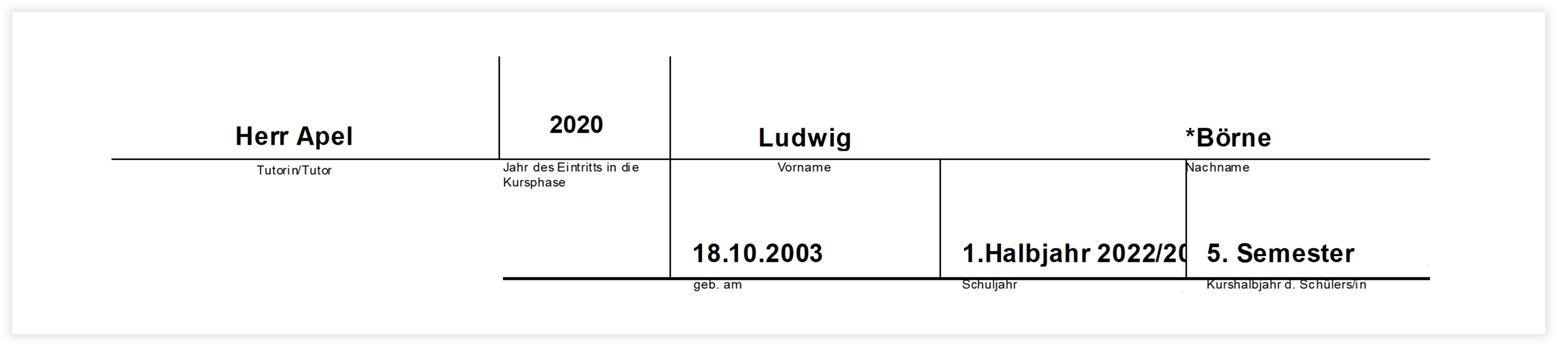 Herr Apel
2020
Ludwig
*Börne
Tutorin/Tutor
Jahr des Eintritts in die
Kursphase
Vorname
Nachname
18.10.2003
1.Halbjahr 2022/20
5. Semester
geb. am
Schuljahr
Kurshalbjahr d. Schülers/in